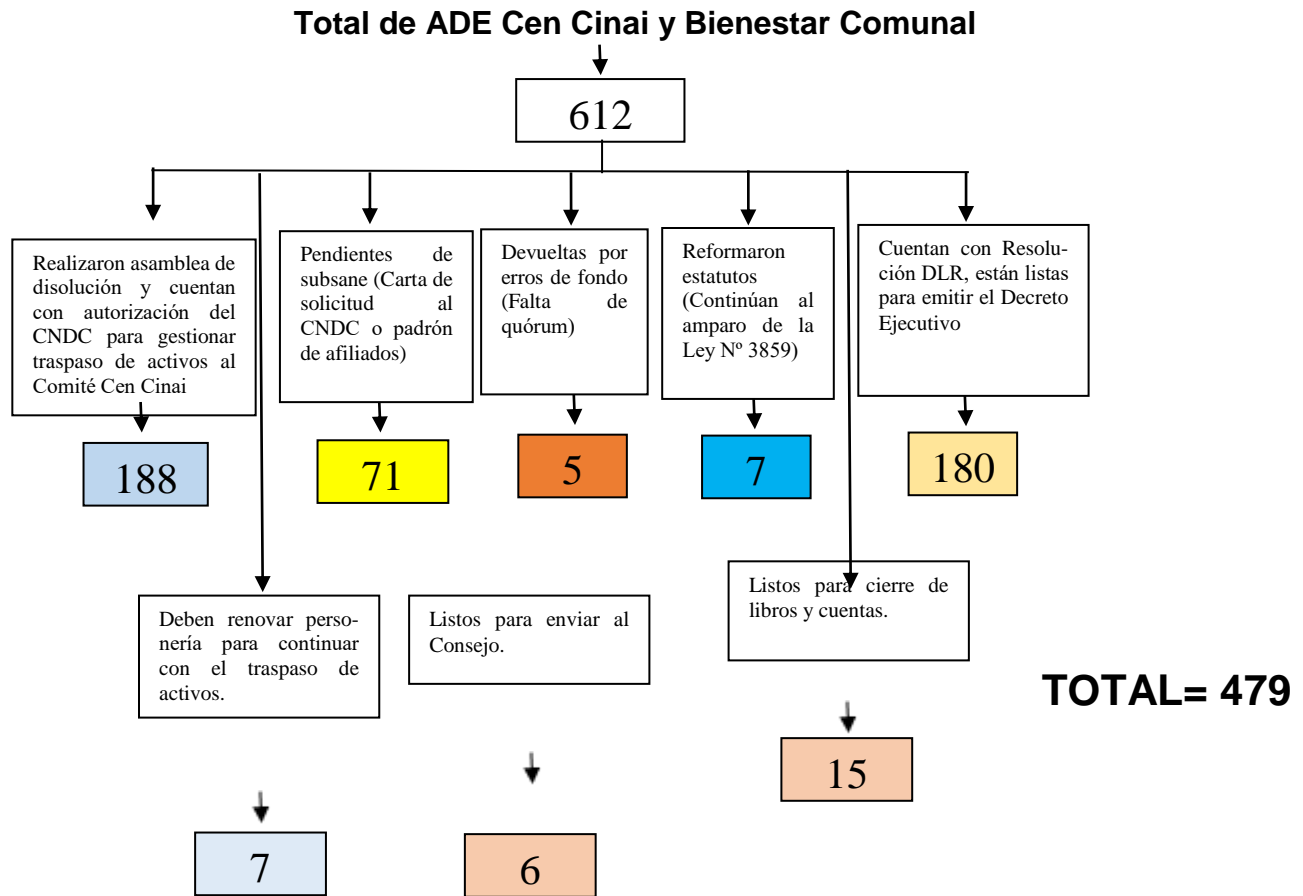 Total de ADE Cen Cinai y Bienestar Comunal
612
Realizaron asamblea de
disolución y cuentan
con autorización del
CNDC para gestionar
traspaso de activos al
Comité Cen Cinai
188
Pendientes de
subsane (Carta de
solicitud al
CNDC o padrón
de afiliados)
71
Devueltas por
erros de fondo
(Falta de
quórum)
5
Reformaron
estatutos
(Continúan al
amparo de la
Ley Nº 3859)
7
Cuentan con Resolu-
ción DLR, están listas
para emitir el Decreto
Ejecutivo
180
Deben renovar perso-
nería para continuar
con el traspaso de
activos.
7
Listos para enviar al
Consejo.
6
Listos para cierre de
libros y cuentas.
15
TOTAL= 479